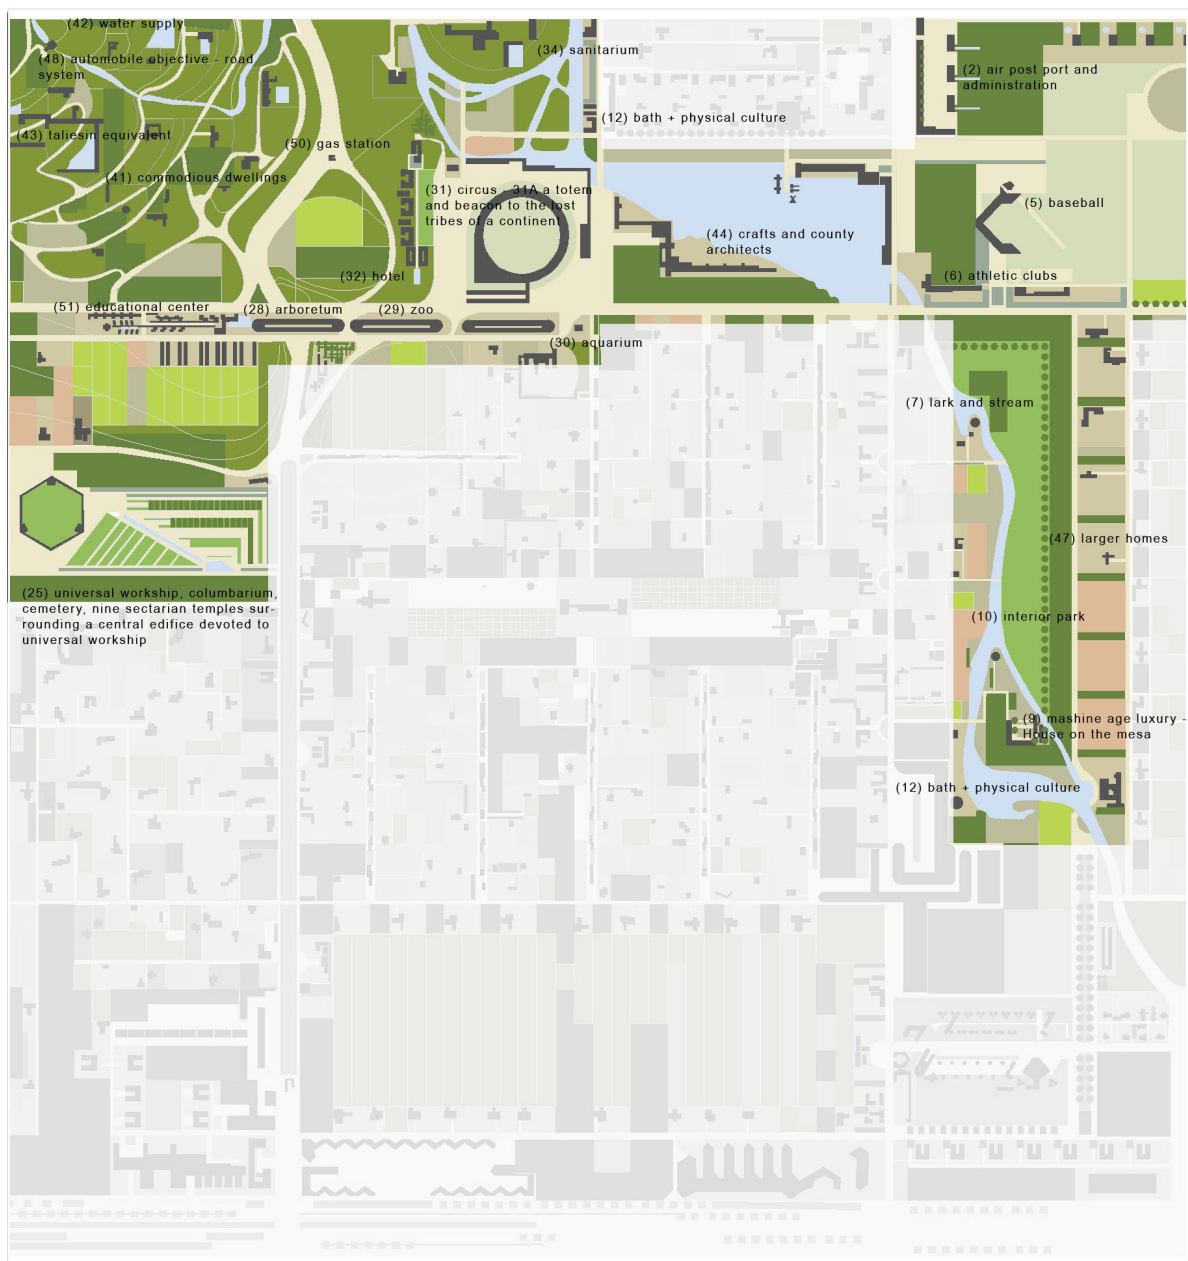 (42) water supply
(48) automobile objective - road
system
(34) sanitarium
(2) air post port and
administration
(12) bath + physical culture
(43) taliesin equivalent
(50) gas station
(41) commodious dwellings
(31) circus - 31A a totem
and beacon to the lost
tribes of a continent
(5) baseball
(44) crafts and county
architects
(32) hotel
(6) athletic clubs
(51) educational center
(28) arboretum
(29) zoo
(30) aquarium
(7) lark and stream
(47) larger homes
(25) universal workship, columbarium,
cemetery, nine sectarian temples sur-
rounding a central edifice devoted to
universal workship
(10) interior park
(9) mashine age luxury -
House on the mesa
(12) bath + physical culture